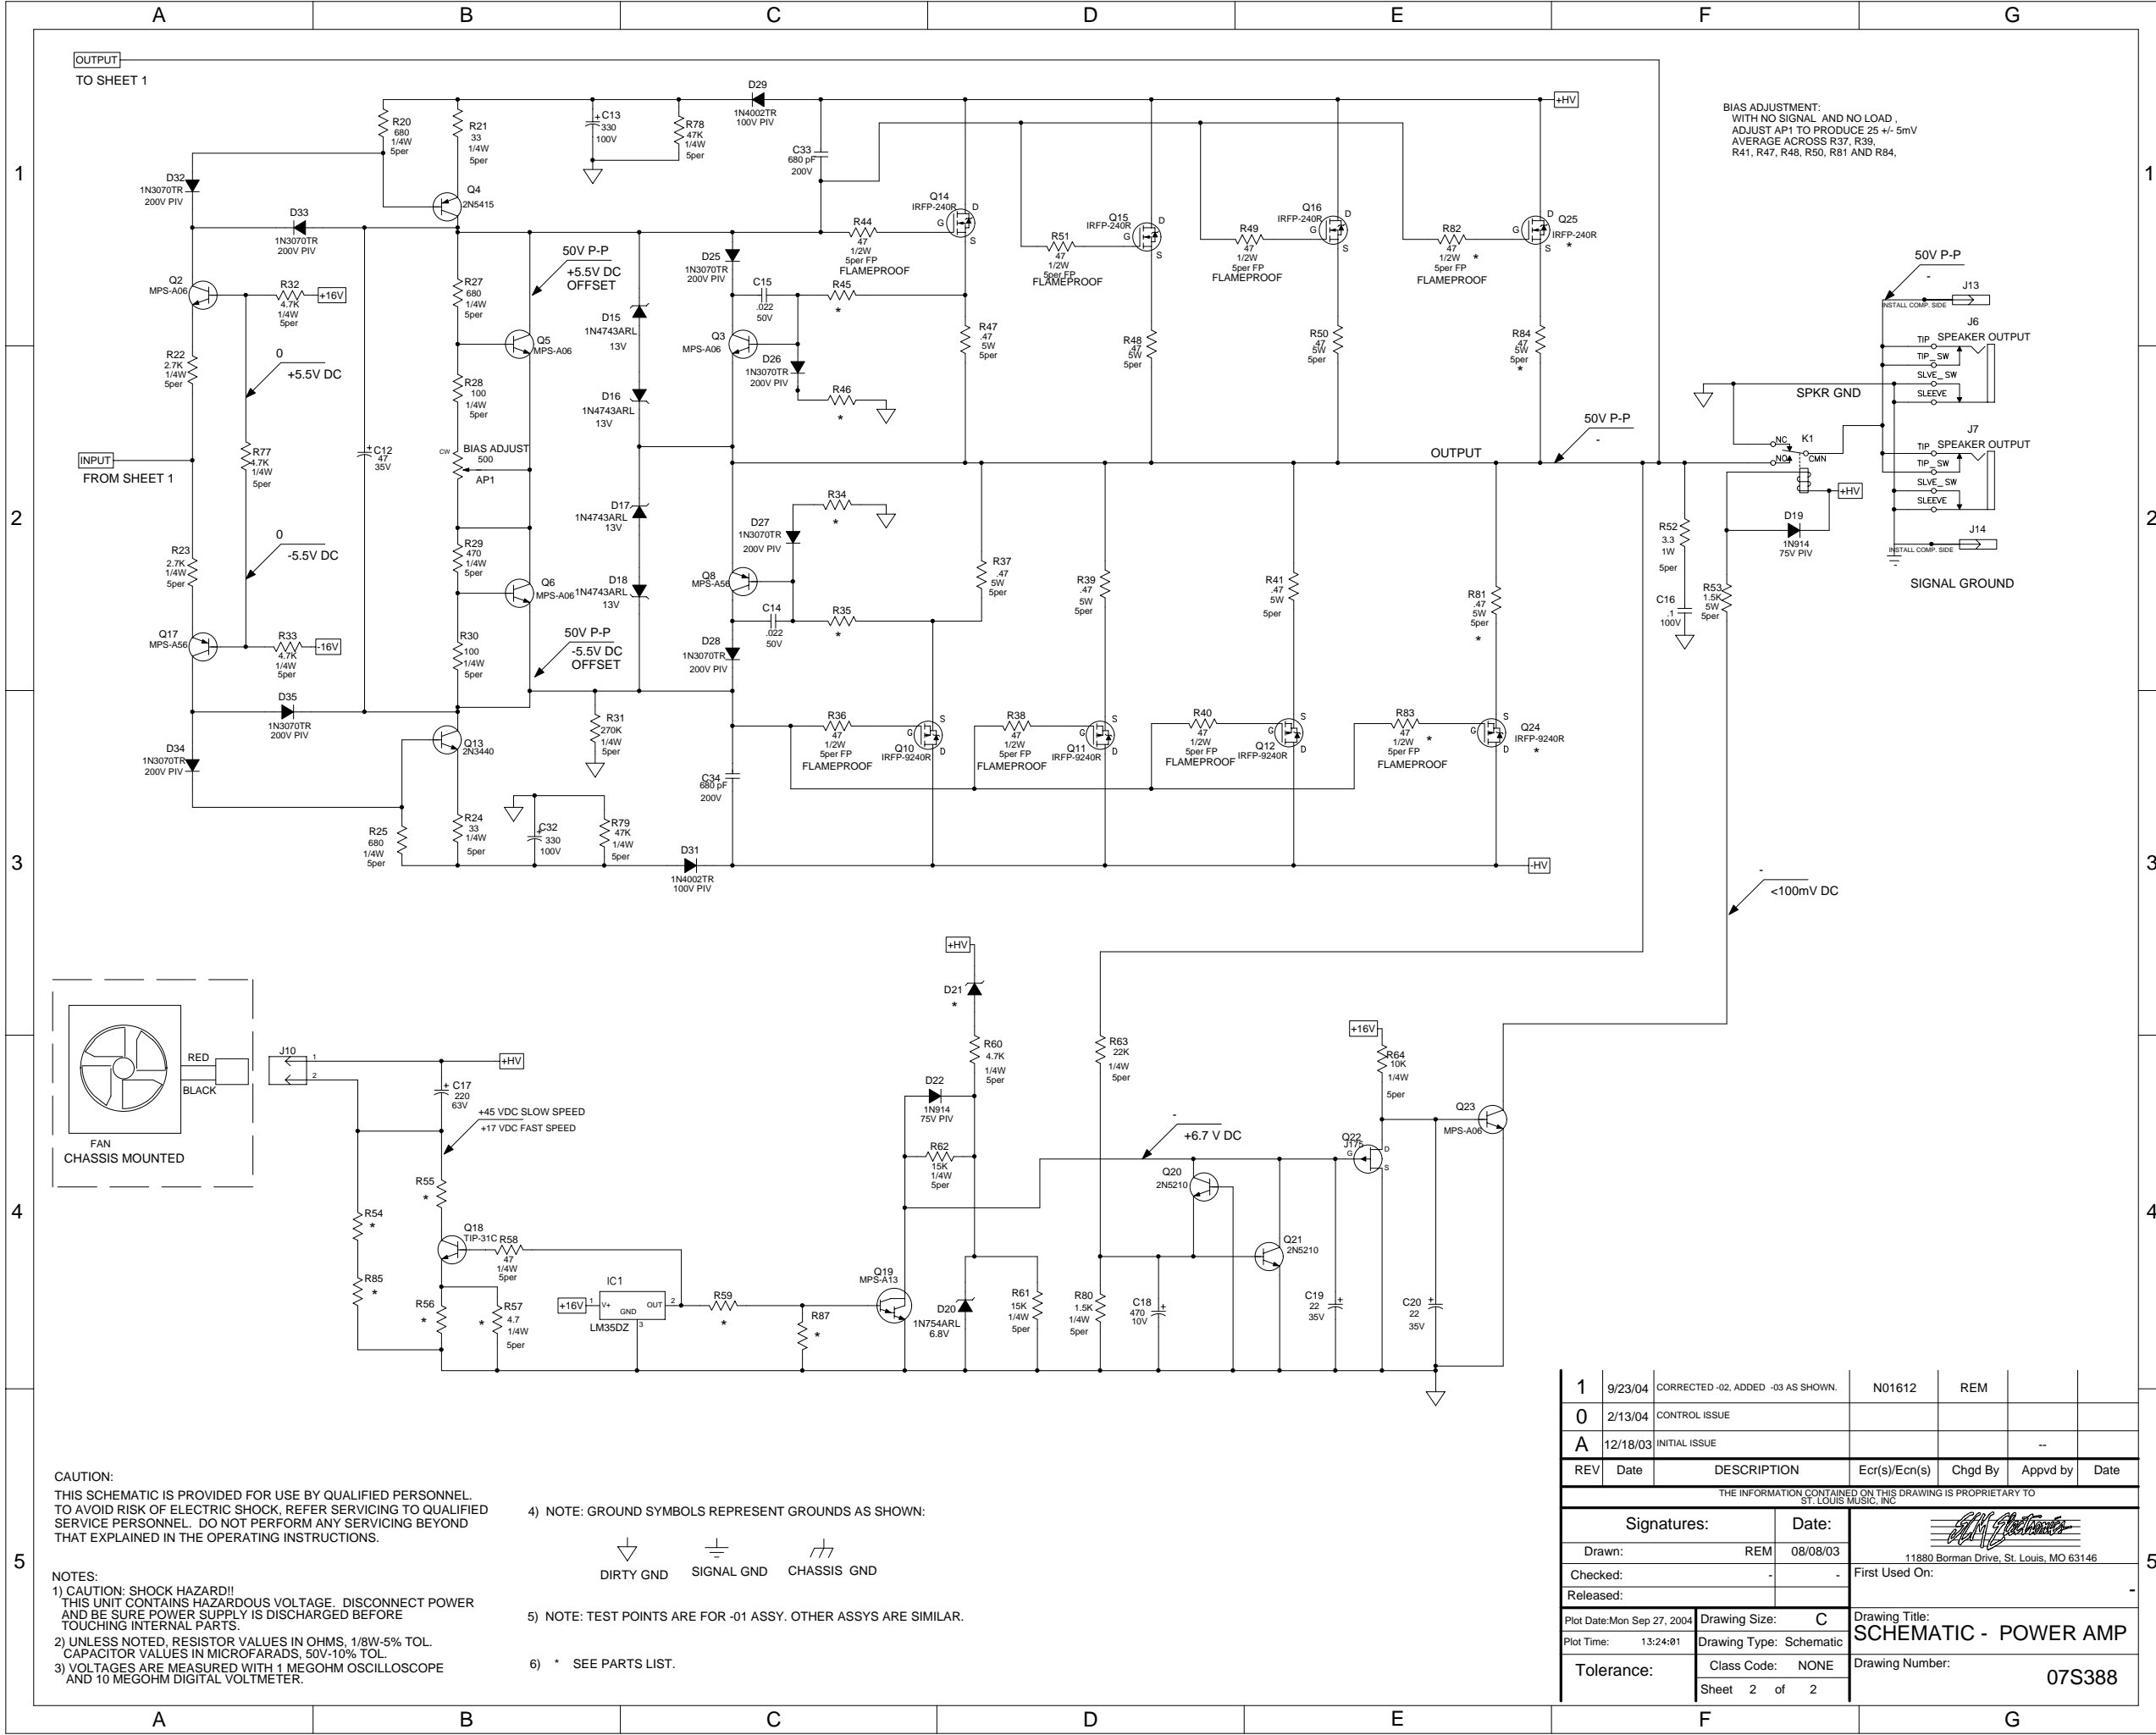 A B C D E F G
OUTPUT
TO SHEET 1
R20
680
1/4W
5per
R21
33
1/4W
5per
+ C13
330
100V
R78
47K
1/4W
5per
D29
1N4002TR
100V PIV
C33
680 pF
200V
+HV
BIAS ADJUSTMENT:
WITH NO SIGNAL AND NO LOAD ,
ADJUST AP1 TO PRODUCE 25 +/- 5mV
AVERAGE ACROSS R37, R39,
R41, R47, R48, R50, R81 AND R84,
1
1
D32
1N3070TR
200V PIV
D33
1N3070TR
200V PIV
Q4
2N5415
Q2
MPS-A06
R32
4.7K
1/4W
5per
+16V
R27
680
1/4W
5per
50V P-P
+5.5V DC
OFFSET
D15
1N4743ARL
13V
Q5
MPS-A06
D25
1N3070TR
200V PIV
C15
.022
50V
R44
47
1/2W
5per FP
FLAMEPROOF
R45
*
Q14
IRFP-240R
D
G
S
R51
47
1/2W
5per FP
FLAMEPROOF
Q15
IRFP-240R
D
G
S
R49
47
1/2W
5per FP
FLAMEPROOF
Q16
IRFP-240R
D
G
S
R82
47
1/2W *
5per FP
FLAMEPROOF
D
G
S
Q25
IRFP-240R
*
Q3
MPS-A06
D26
1N3070TR
200V PIV
R46
*
R47
.47
5W
5per
R48
.47
5W
5per
R50
.47
5W
5per
R84
.47
5W
5per
*
50V P-P
-
J13
INSTALL COMP. SIDE
J6
TIP SPEAKER OUTPUT
TIP_SW
SLVE_SW
SLEEVE
SPKR GND
R22
2.7K
1/4W
5per
0
+5.5V DC
R28
100
1/4W
5per
D16
1N4743ARL
13V
INPUT
FROM SHEET 1
R77
4.7K
1/4W
5per
+ C12
47
35V
CW
BIAS ADJUST
500
AP1
OUTPUT
50V P-P
-
NC
K1
NO
CMN
+HV
J7
TIP SPEAKER OUTPUT
TIP_SW
SLVE_SW
SLEEVE
J14
INSTALL COMP. SIDE
SIGNAL GROUND
2
2
R23
2.7K
1/4W
5per
0
-5.5V DC
R29
470
1/4W
5per
D17
1N4743ARL
13V
D18
1N4743ARL
13V
Q6
MPS-A06
D27
1N3070TR
200V PIV
R34
*
Q8
MPS-A56
C14
.022
50V
R35
*
R37
.47
5W
5per
R39
.47
5W
5per
R41
.47
5W
5per
R81
.47
5W
5per
*
R52
3.3
1W
5per
C16
.1
100V
R53
1.5K
5W
5per
D19
1N914
75V PIV
Q17
MPS-A56
R33
4.7K
1/4W
5per
-16V
R30
100
1/4W
5per
50V P-P
-5.5V DC
OFFSET
D28
1N3070TR
200V PIV
D35
1N3070TR
200V PIV
D34
1N3070TR
200V PIV
Q13
2N3440
R31
270K
1/4W
5per
C34
680 pF
200V
R36
47
1/2W
5per FP
FLAMEPROOF
S
G
D
Q10
IRFP-9240R
R38
47
1/2W
5per FP
FLAMEPROOF
S
G
D
Q11
IRFP-9240R
R40
47
1/2W
5per FP
FLAMEPROOF
S
G
D
Q12
IRFP-9240R
R83
47
1/2W *
5per FP
FLAMEPROOF
S
G
D
Q24
IRFP-9240R
*
3
3
R25
680
1/4W
5per
R24
33
1/4W
5per
C32
+ 330
100V
R79
47K
1/4W
5per
D31
1N4002TR
100V PIV
-HV
-
<100mV DC
RED
BLACK
FAN
CHASSIS MOUNTED
J10
1
2
+HV
+ C17
220
63V
+45 VDC SLOW SPEED
+17 VDC FAST SPEED
+HV
D21
*
R60
4.7K
1/4W
5per
D22
1N914
75V PIV
R62
15K
1/4W
5per
R63
22K
1/4W
5per
-
+6.7 V DC
+16V
R64
10K
1/4W
5per
Q23
MPS-A06
Q22
J175
G
D
S
Q20
2N5210
4
4
R55
*
R54
*
R85
*
Q18
TIP-31C
R58
47
1/4W
5per
R56
*
R57
4.7
1/4W
5per
*
+16V
IC1
1 V+
GND
OUT 2
3
LM35DZ
R59
*
R87
*
Q19
MPS-A13
D20
1N754ARL
6.8V
R61
15K
1/4W
5per
R80
1.5K
1/4W
5per
C18
470
10V
+
Q21
2N5210
C19
22
35V
+
C20
22
35V
+
CAUTION:
THIS SCHEMATIC IS PROVIDED FOR USE BY QUALIFIED PERSONNEL.
TO AVOID RISK OF ELECTRIC SHOCK, REFER SERVICING TO QUALIFIED
SERVICE PERSONNEL. DO NOT PERFORM ANY SERVICING BEYOND
THAT EXPLAINED IN THE OPERATING INSTRUCTIONS.
NOTES:
1) CAUTION: SHOCK HAZARD!!
THIS UNIT CONTAINS HAZARDOUS VOLTAGE. DISCONNECT POWER
AND BE SURE POWER SUPPLY IS DISCHARGED BEFORE
TOUCHING INTERNAL PARTS.
2) UNLESS NOTED, RESISTOR VALUES IN OHMS, 1/8W-5% TOL.
CAPACITOR VALUES IN MICROFARADS, 50V-10% TOL.
3) VOLTAGES ARE MEASURED WITH 1 MEGOHM OSCILLOSCOPE
AND 10 MEGOHM DIGITAL VOLTMETER.
4) NOTE: GROUND SYMBOLS REPRESENT GROUNDS AS SHOWN:
DIRTY GND SIGNAL GND CHASSIS GND
5) NOTE: TEST POINTS ARE FOR -01 ASSY. OTHER ASSYS ARE SIMILAR.
6) * SEE PARTS LIST.
5
5
1 9/23/04 CORRECTED -02, ADDED -03 AS SHOWN. N01612 REM
0 2/13/04 CONTROL ISSUE
A 12/18/03 INITIAL ISSUE --
REV Date DESCRIPTION Ecr(s)/Ecn(s) Chgd By Appvd by Date
THE INFORMATION CONTAINED ON THIS DRAWING IS PROPRIETARY TO
ST. LOUIS MUSIC, INC
Signatures: Date:
Drawn: REM 08/08/03
Checked: - -
Released:
SLM Electronics
11880 Borman Drive, St. Louis, MO 63146
First Used On:
-
Plot Date:Mon Sep 27, 2004 Drawing Size: C
Plot Time: 13:24:01 Drawing Type: Schematic
Tolerance: Class Code: NONE
Sheet 2 of 2
Drawing Title:
SCHEMATIC - POWER AMP
Drawing Number:
07S388
A B C D E F G